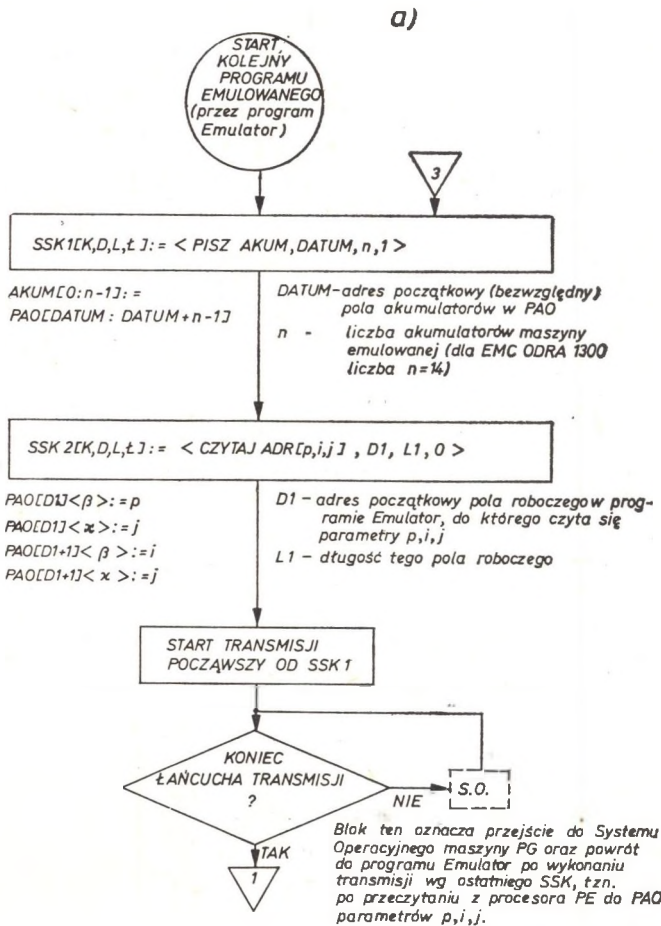 a)
START,
KOLEJNY
PROGRAMU
EMULOWANEGO
(przez program
Emulator)
3
SSK1[K,D,L,Ł]:= < PISZ AKUM,DATUM,n,1 >
AKUM[0:n-1]:=
PAO[DATUM: DATUM+n-1]
DATUM-adres początkowy (bezwzględny)
pola akumulatorów w PAO
n - liczba akumulatorów maszyny
emulowanej (dla EMC ODRA 1300
liczba n=14)
SSK2[K,D,L,Ł]:= < CZYTAJ ADR[p,i,j] , D1, L1, 0 >
PAO[D1]<β>:=p
PAO[D1]<ϰ>:=j
PAO[D1+1]<β>:=i
PAO[D1+1]<ϰ>:=j
D1 - adres początkowy pola roboczego w prog-
ramie Emulator, do którego czyta się
parametry p,i,j
L1 - długość tego pola roboczego
START TRANSMISJI
POCZĄWSZY OD SSK1
KONIEC
ŁAŃCUCHA TRANSMISJI
?
NIE
S.O.
TAK
1
Blok ten oznacza przejście do Systemu
Operacyjnego maszyny PG oraz powrót
do programu Emulator po wykonaniu
transmisji wg ostatniego SSK, tzn.
po przeczytaniu z procesora PE do PAO
parametrów p,i,j.